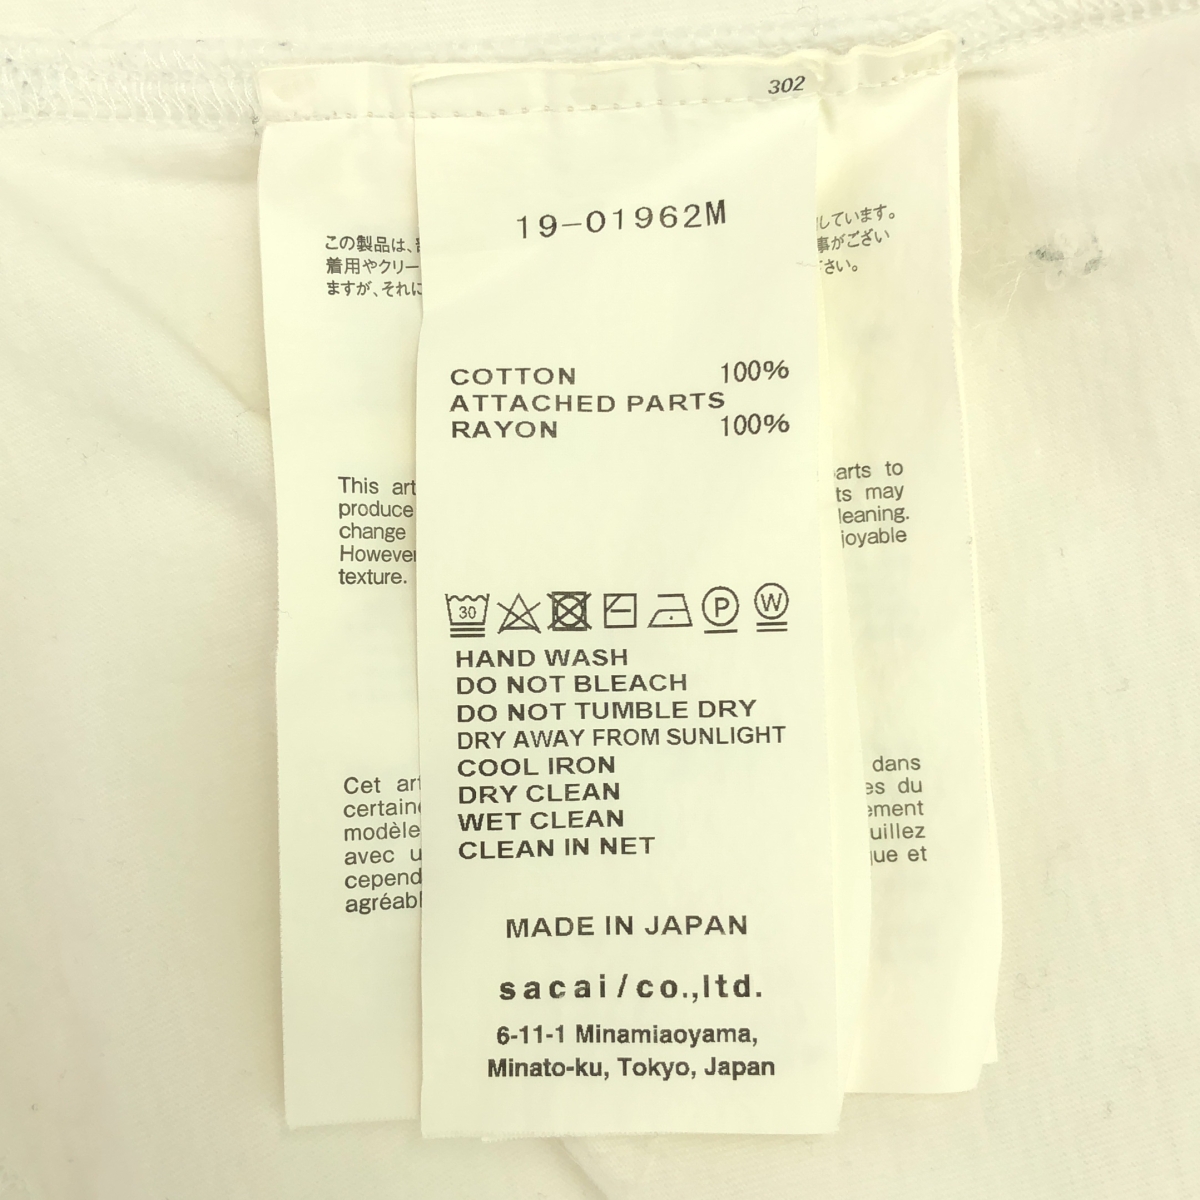 302
19-01962M
この製品は、
しています。
着用やクリー
事がござい
ますが、それに
さい。
COTTON 100%
ATTACHED PARTS
RAYON 100%
This art
arts to
produce
ts may
change
leaning.
However
joyable
texture.
30
P
W
HAND WASH
DO NOT BLEACH
DO NOT TUMBLE DRY
DRY AWAY FROM SUNLIGHT
COOL IRON
DRY CLEAN
WET CLEAN
CLEAN IN NET
Cet art
dans
certaine
es du
modèle
ement
avec u
uillez
cepend
que et
agréabl
MADE IN JAPAN
sacai/co.,ltd.
6-11-1 Minamiaoyama,
Minato-ku, Tokyo, Japan